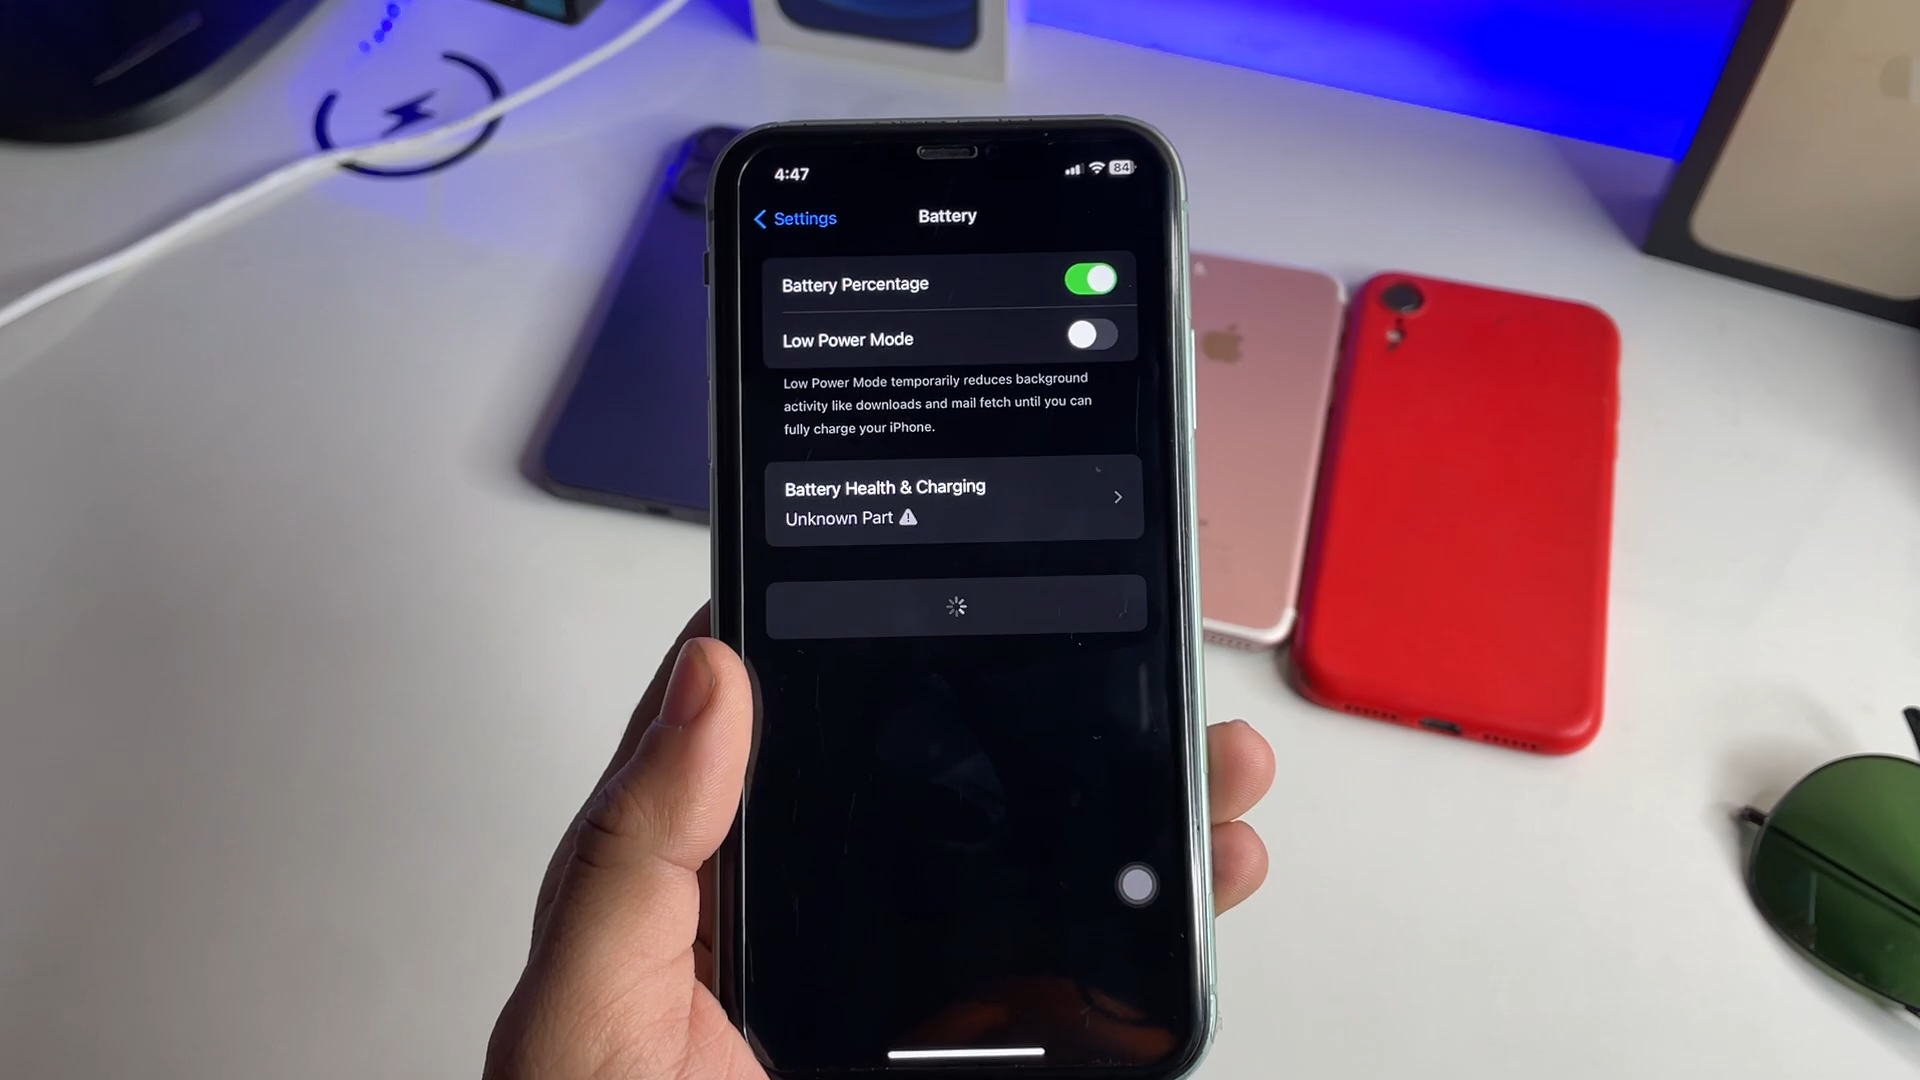 4:47
84
Settings
Battery
Battery Percentage
Low Power Mode
Low Power Mode temporarily reduces background
activity like downloads and mail fetch until you can
fully charge your iPhone.
Battery Health & Charging
Unknown Part